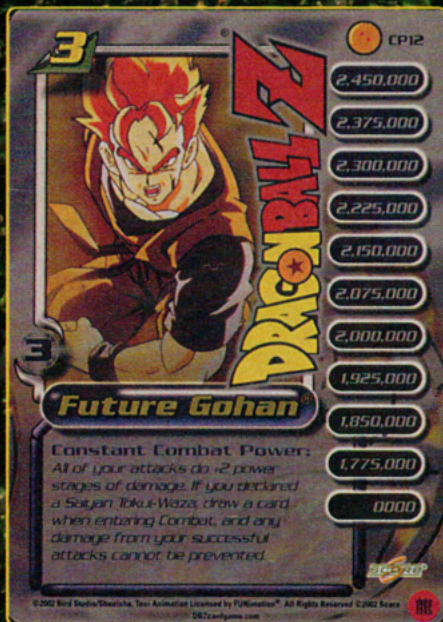 3
CP12
DRAGON BALL Z
2,450,000
2,375,000
2,300,000
2,225,000
2,150,000
2,075,000
2,000,000
1,925,000
1,850,000
1,775,000
0000
3
Future Gohan®
Constant Combat Power:
All of your attacks do +2 power
stages of damage. If you declared
a Saiyan Tokui-Waza, draw a card
when entering Combat, and any
damage from your successful
attacks cannot be prevented.
SCORE®
©2002 Bird Studio/Shueisha, Toei Animation Licensed by FUNimation®. All Rights Reserved ©2002 Score
DBZcardgame.com